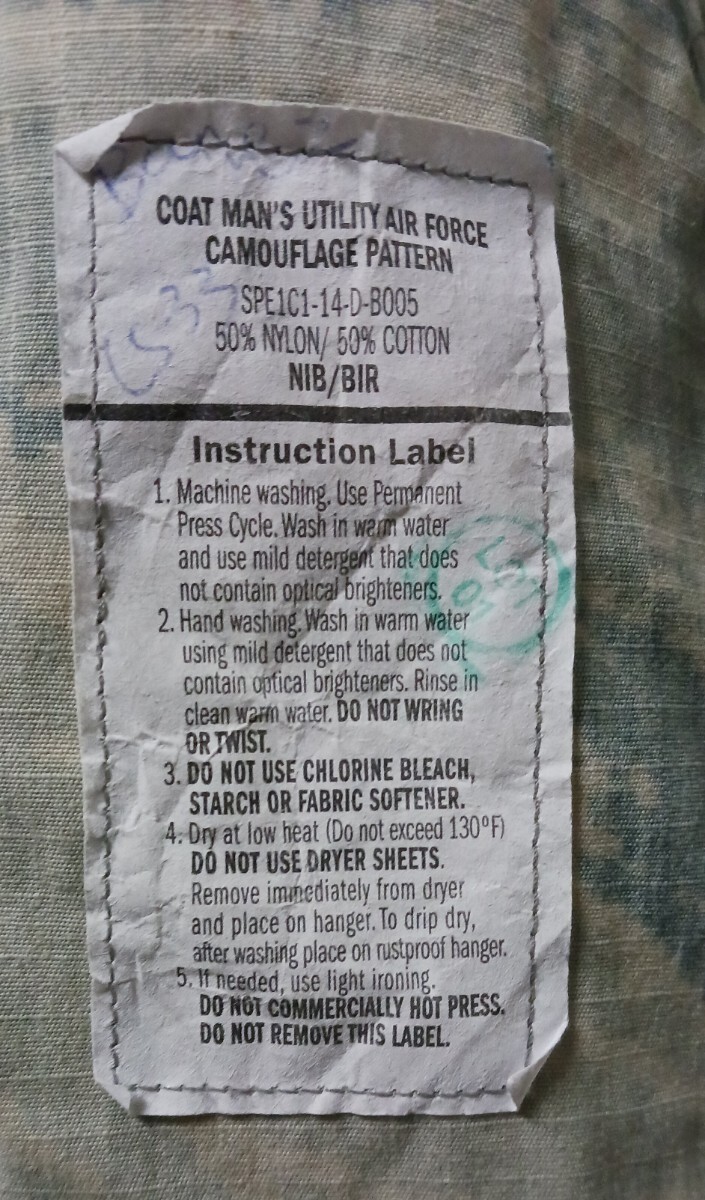 COAT MAN'S UTILITY AIR FORCE
CAMOUFLAGE PATTERN
SPE1C1-14-D-B005
50% NYLON/ 50% COTTON
NIB/BIR
Instruction Label
1. Machine washing. Use Permanent
Press Cycle. Wash in warm water
and use mild detergent that does
not contain optical brighteners.
2. Hand washing. Wash in warm water
using mild detergent that does not
contain optical brighteners. Rinse in
clean warm water. DO NOT WRING
OR TWIST.
3. DO NOT USE CHLORINE BLEACH,
STARCH OR FABRIC SOFTENER.
4. Dry at low heat (Do not exceed 130°F)
DO NOT USE DRYER SHEETS.
Remove immediately from dryer
and place on hanger. To drip dry,
after washing place on rustproof hanger.
5. If needed, use light ironing.
DO NOT COMMERCIALLY HOT PRESS.
DO NOT REMOVE THIS LABEL.